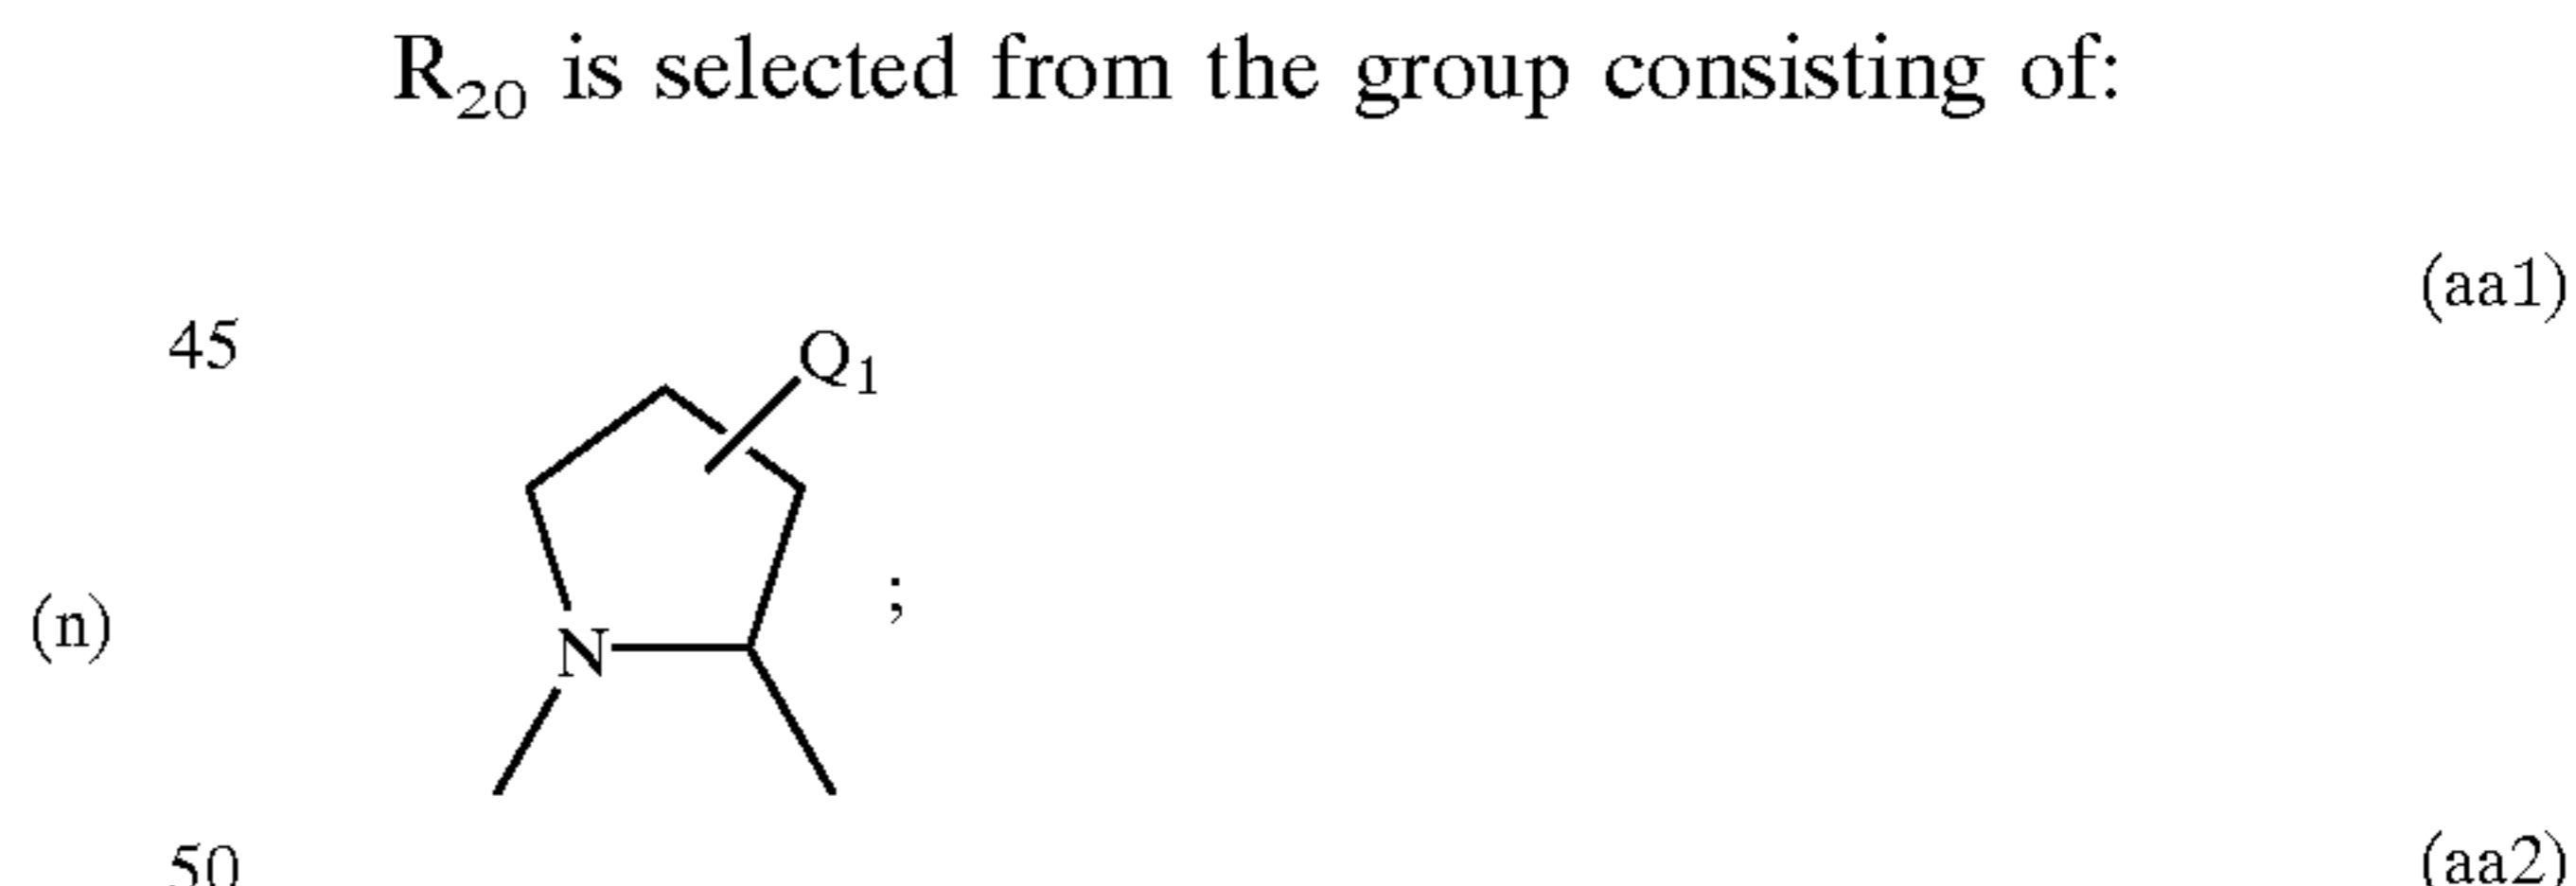 R₂₀ is selected from the group consisting of:
(aa1)
45
Q₁
(n)
;
N
50
(aa2)